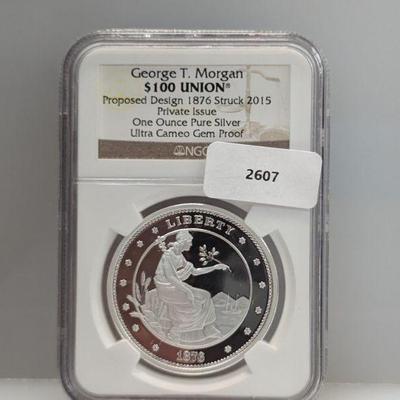 George T. Morgan
$100 UNION®
Proposed Design 1876 Struck 2015
Private Issue
One Ounce Pure Silver
Ultra Cameo Gem Proof
NGC
2607
LIBERTY
1876